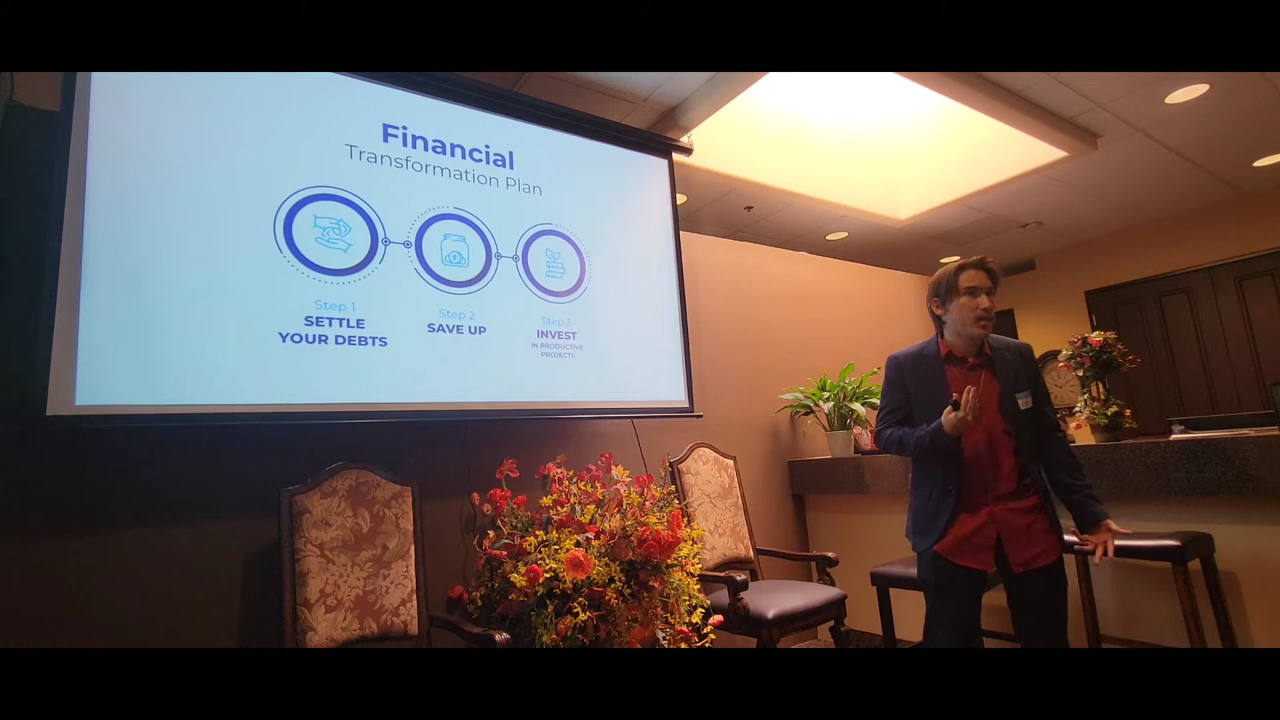 Financial
Transformation Plan
Step 1
SETTLE
YOUR DEBTS
Step 2
SAVE UP
Step 3
INVEST
IN PRODUCTIVE
PROJECTS